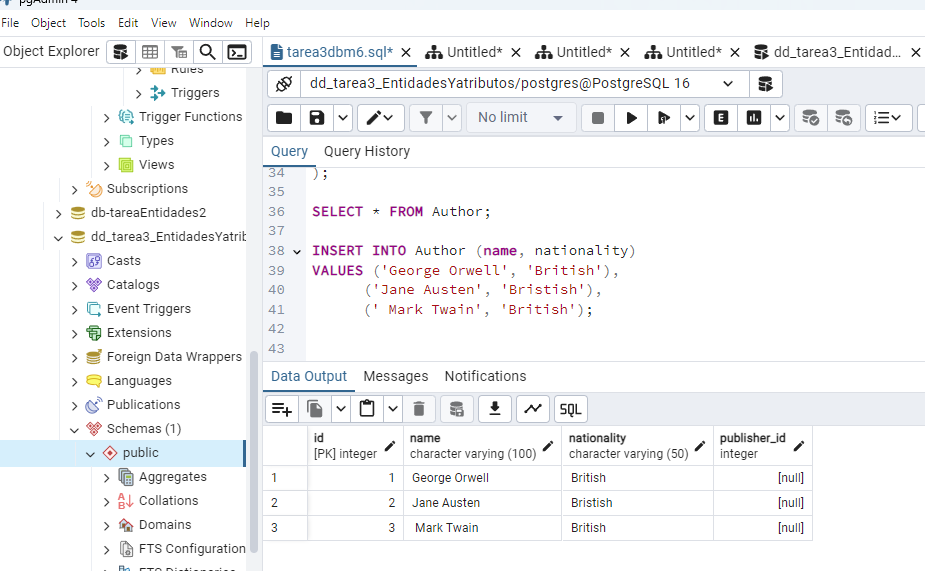 pgAdmin 4
File Object Tools Edit View Window Help
Object Explorer
tarea3dbm6.sql* Untitled* Untitled* Untitled* dd_tarea3_Entidad...
dd_tarea3_EntidadesYatributos/postgres@PostgreSQL 16
No limit
E
Query Query History
Rules
Triggers
Trigger Functions
Types
Views
Subscriptions
db-tareaEntidades2
dd_tarea3_EntidadesYatrib
Casts
Catalogs
Event Triggers
Extensions
Foreign Data Wrappers
Languages
Publications
Schemas (1)
public
Aggregates
Collations
Domains
FTS Configuration
FTS Dictionaries
34 );
35
36 SELECT * FROM Author;
37
38 INSERT INTO Author (name, nationality)
39 VALUES ('George Orwell', 'British'),
40 ('Jane Austen', 'Bristish'),
41 (' Mark Twain', 'British');
42
43
Data Output Messages Notifications
SQL
id name nationality publisher_id
[PK] integer character varying (100) character varying (50) integer
1 1 George Orwell British [null]
2 2 Jane Austen Bristish [null]
3 3 Mark Twain British [null]